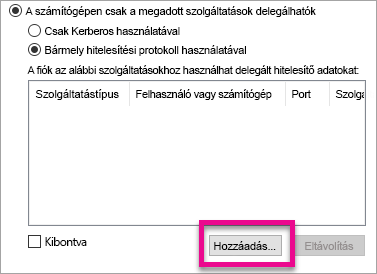 A számítógépen csak a megadott szolgáltatások delegálhatók
Csak Kerberos használatával
Bármely hitelesítési protokoll használatával
A fiók az alábbi szolgáltatásokhoz használhat delegált hitelesítő adatokat:
Szolgáltatástípus Felhasználó vagy számítógép Port Szolgá
Kibontva Hozzáadás... Eltávolítás